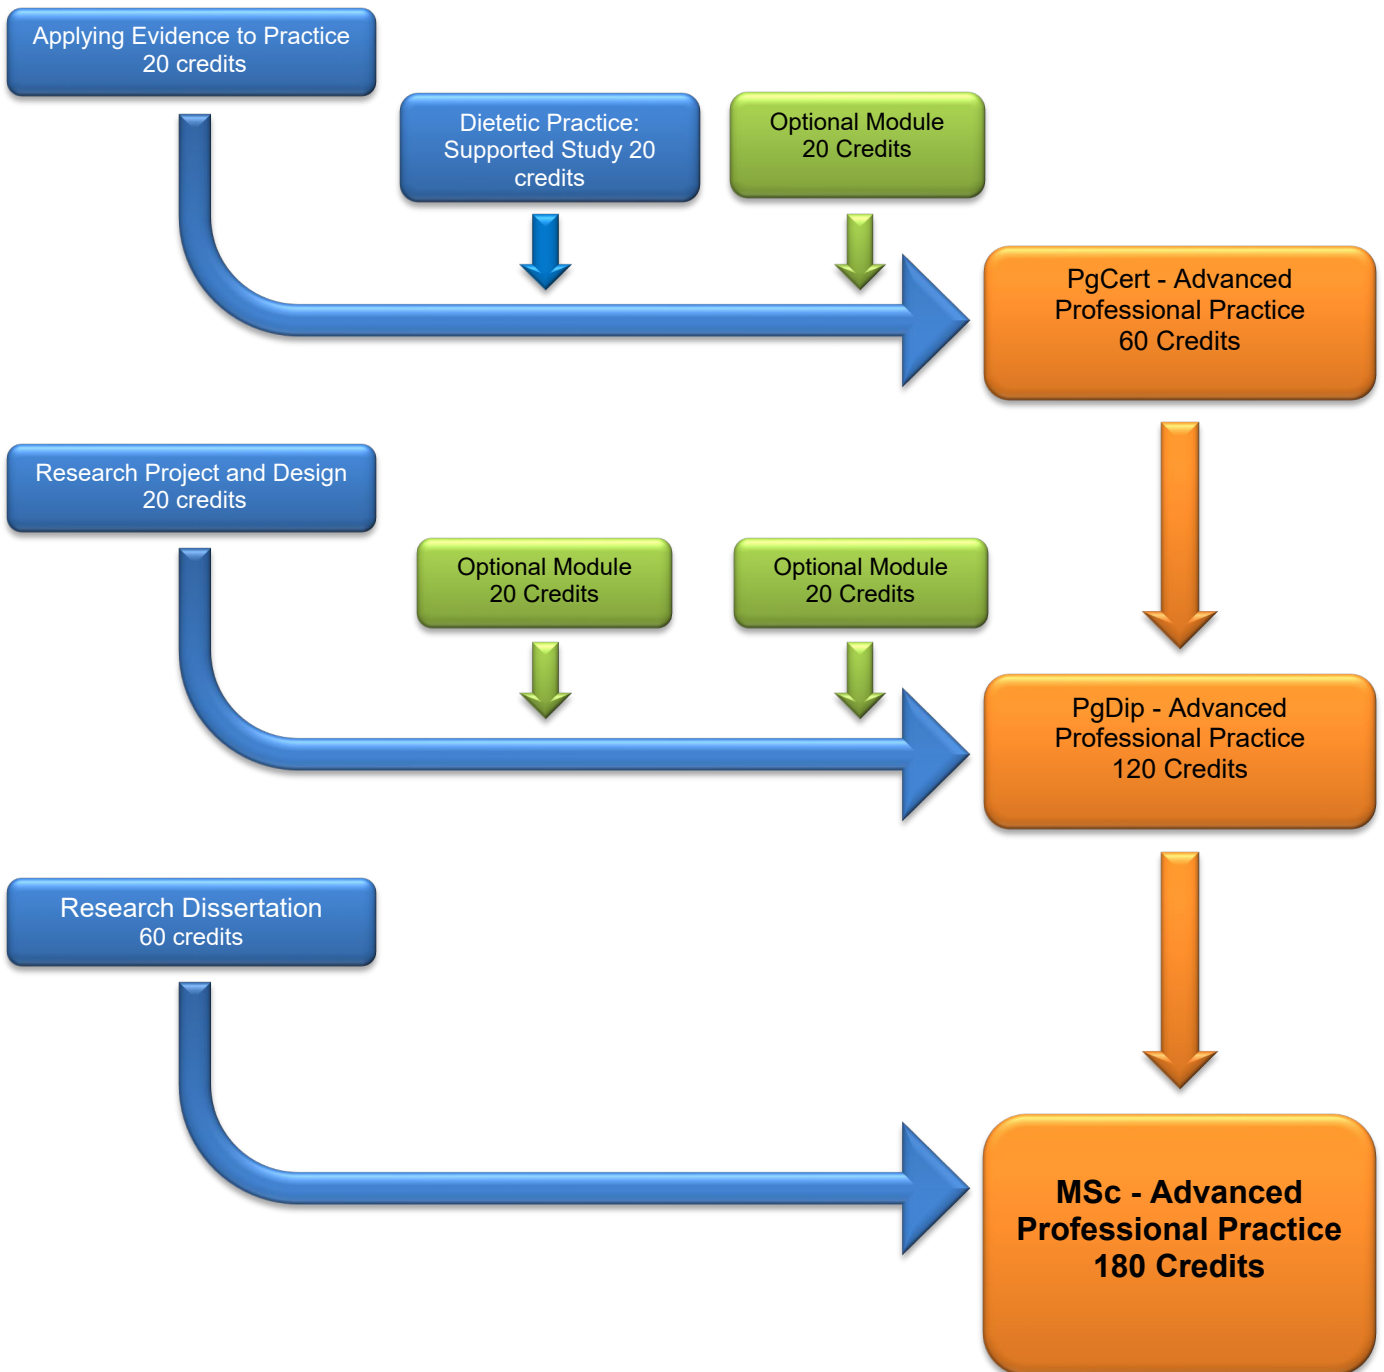 Applying Evidence to Practice
20 credits
Dietetic Practice:
Supported Study 20
credits
Optional Module
20 Credits
PgCert - Advanced
Professional Practice
60 Credits
Research Project and Design
20 credits
Optional Module
20 Credits
Optional Module
20 Credits
PgDip - Advanced
Professional Practice
120 Credits
Research Dissertation
60 credits
MSc - Advanced
Professional Practice
180 Credits